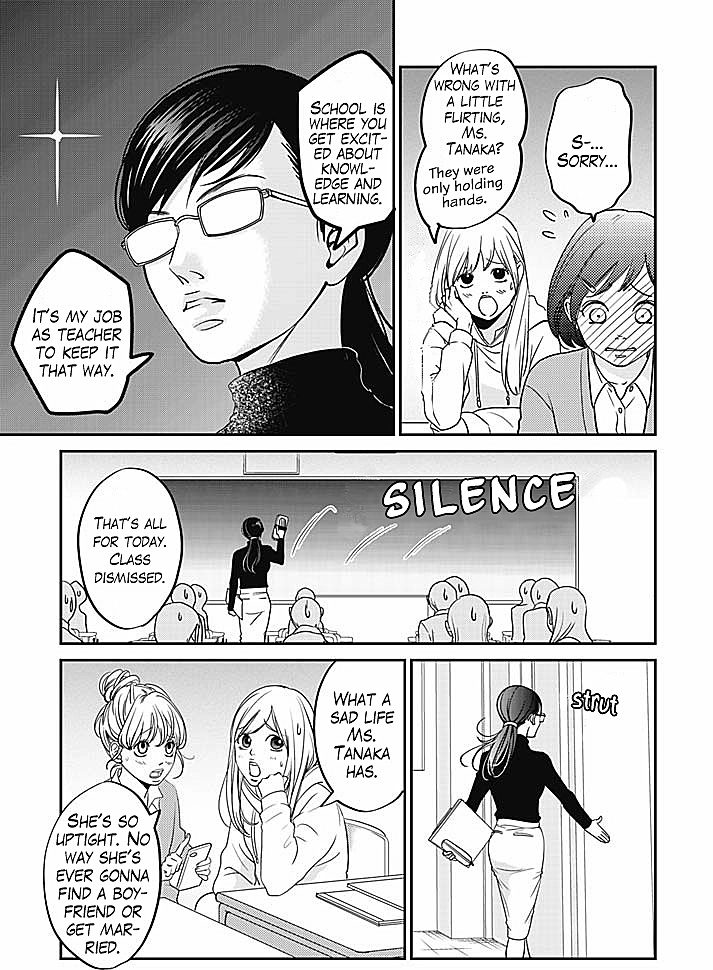 S-...
SORRY...
WHAT'S
WRONG WITH
A LITTLE
FLIRTING,
MS.
TANAKA?
They were
only holding
hands.
SCHOOL IS
WHERE YOU
GET EXCIT-
ED ABOUT
KNOWL-
EDGE AND
LEARNING.
IT'S MY JOB
AS TEACHER
TO KEEP IT
THAT WAY.
SILENCE
THAT'S ALL
FOR TODAY.
CLASS
DISMISSED.
strut
WHAT A
SAD LIFE
MS.
TANAKA
HAS.
SHE'S SO
UPTIGHT. NO
WAY SHE'S
EVER GONNA
FIND A BOY-
FRIEND OR
GET MAR-
RIED.